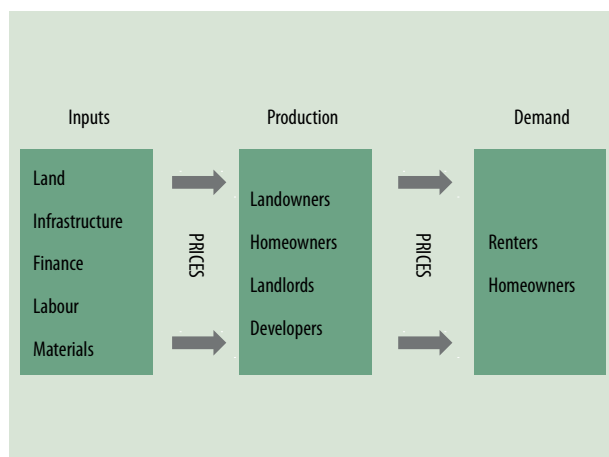 Inputs
Production
Demand
Land
Infrastructure
Finance
Labour
Materials
PRICES
Landowners
Homeowners
Landlords
Developers
PRICES
Renters
Homeowners